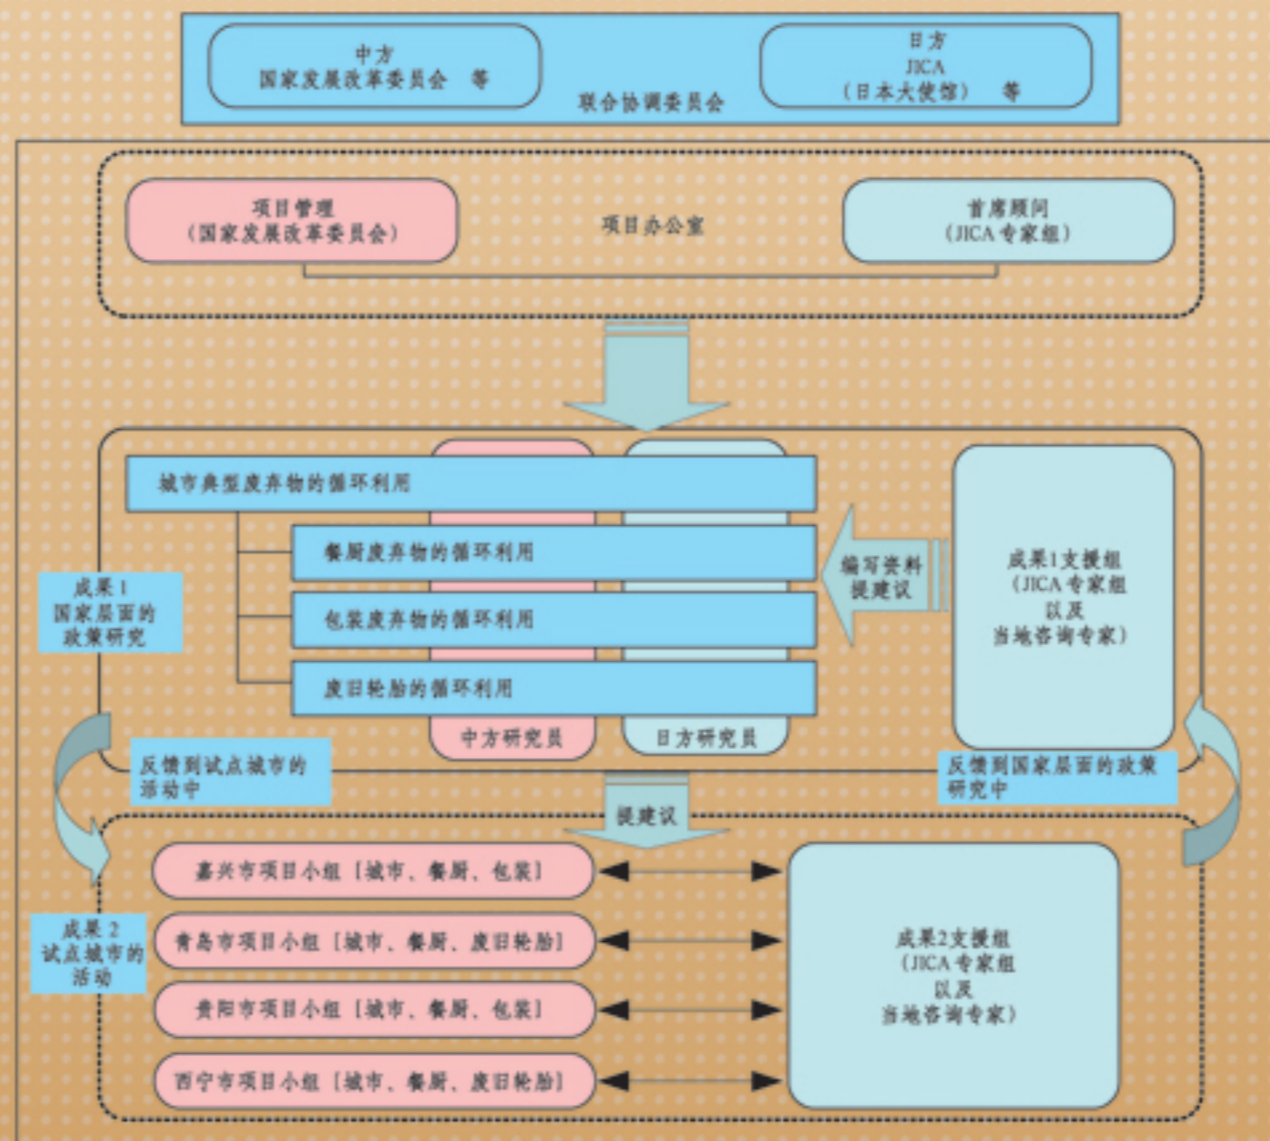 中方
国家发展改革委员会 等
日方
JICA
（日本大使馆） 等
联合协调委员会
项目管理
（国家发展改革委员会）
项目办公室
首席顾问
（JICA 专家组）
城市典型废弃物的循环利用
餐厨废弃物的循环利用
包装废弃物的循环利用
废旧轮胎的循环利用
中方研究员
日方研究员
编写资料
提建议
成果1支援组
（JICA 专家组
以及
当地咨询专家）
成果 1
国家层面的
政策研究
反馈到试点城市的
活动中
提建议
反馈到国家层面的政策
研究中
嘉兴市项目小组［城市、餐厨、包装］
青岛市项目小组［城市、餐厨、废旧轮胎］
贵阳市项目小组［城市、餐厨、包装］
西宁市项目小组［城市、餐厨、废旧轮胎］
成果 2
试点城市的
活动
成果2支援组
（JICA 专家组
以及
当地咨询专家）